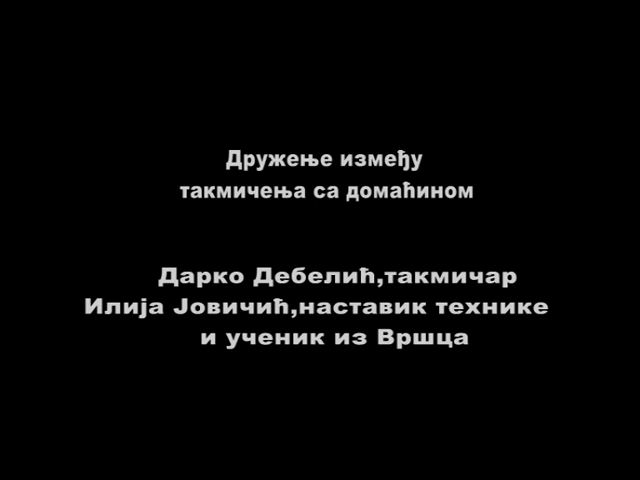 Дружење између
такмичења са домаћином
Дарко Дебелић,такмичар
Илија Јовичић,наставик технике
и ученик из Вршца